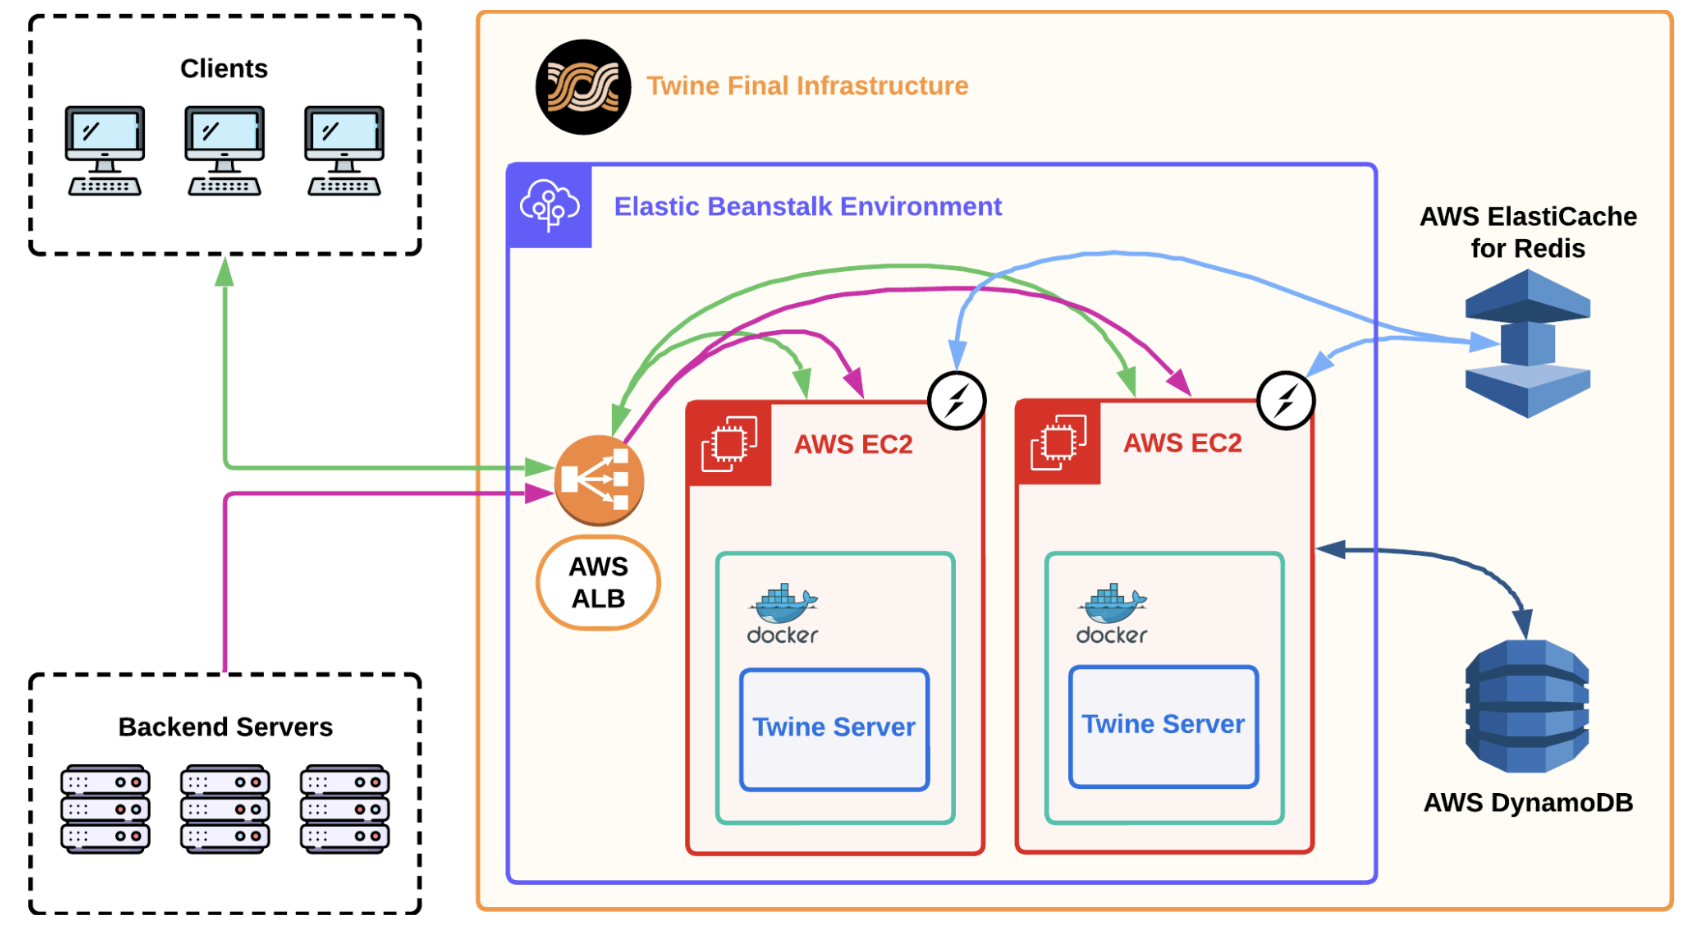 Clients
Twine Final Infrastructure
Elastic Beanstalk Environment
AWS ElastiCache
for Redis
AWS EC2
AWS EC2
AWS
ALB
docker
docker
Twine Server
Twine Server
Backend Servers
AWS DynamoDB